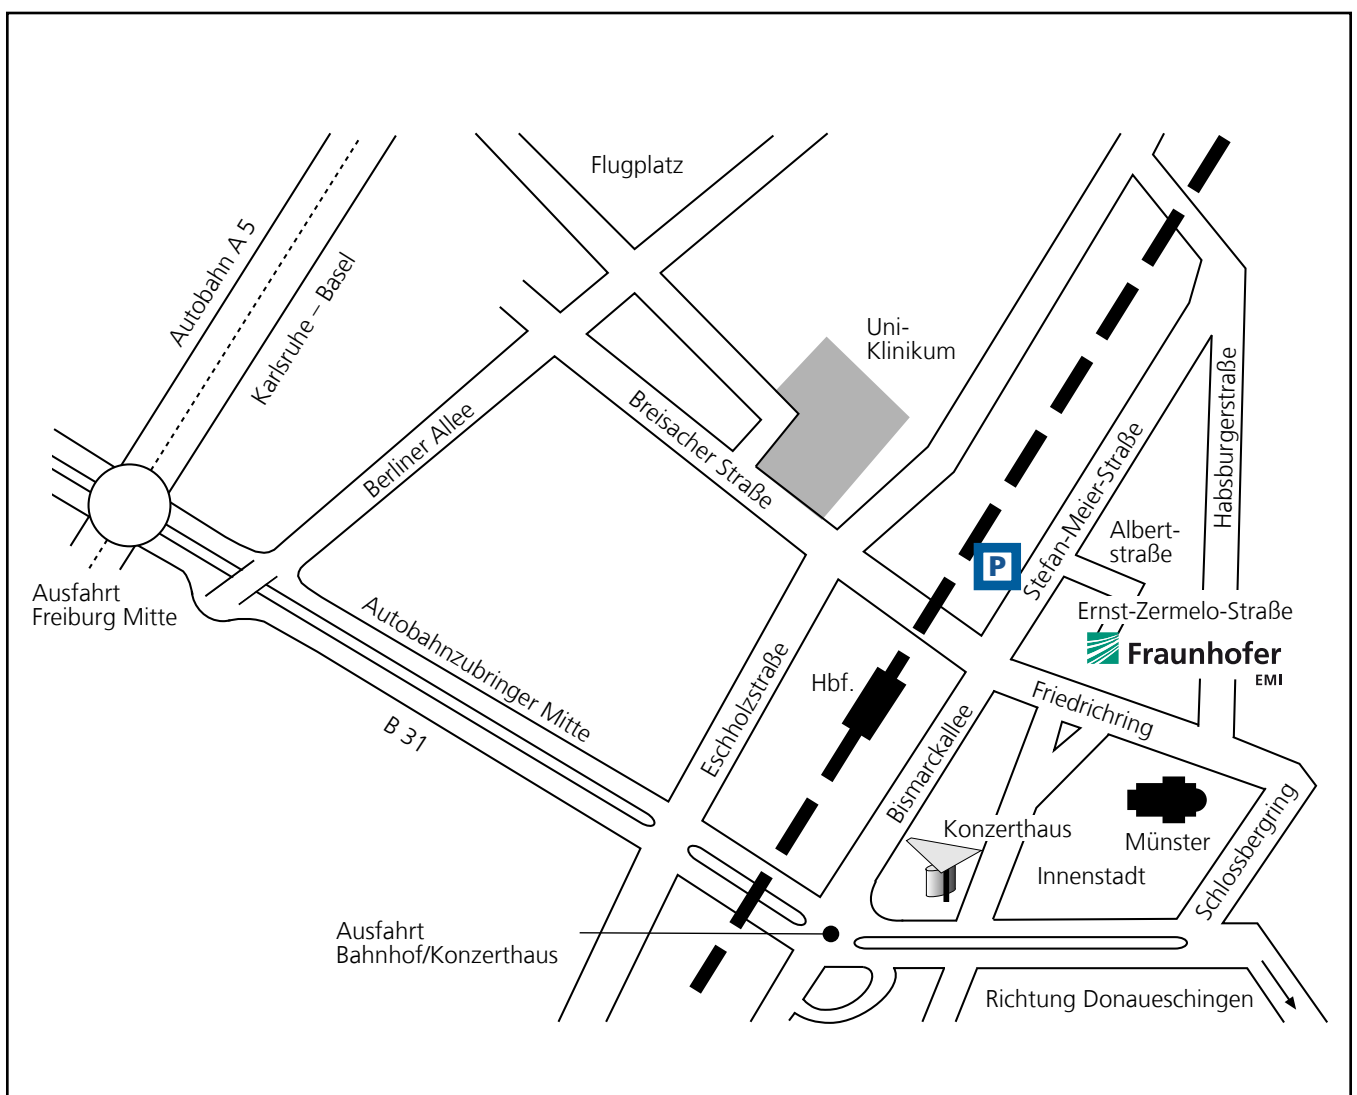 Flugplatz
Autobahn A 5
Karlsruhe – Basel
Uni-
Klinikum
Berliner Allee
Breisacher Straße
Habsburgerstraße
Stefan-Meier-Straße
Albert-
straße
P
Ausfahrt
Freiburg Mitte
Ernst-Zermelo-Straße
Fraunhofer
EMI
Autobahnzubringer Mitte
B 31
Eschholzstraße
Hbf.
Friedrichring
Bismarckallee
Konzerthaus
Münster
Innenstadt
Schlossbergring
Ausfahrt
Bahnhof/Konzerthaus
Richtung Donaueschingen